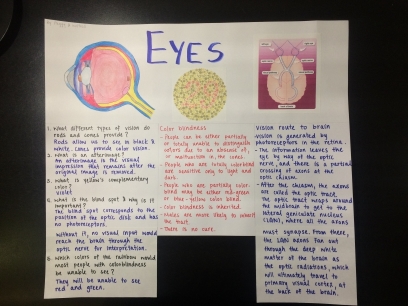 EYES
1. What different types of vision do
rods and cones provide?
Rods allow us to see in black &
white. Cones provide color vision.
2. What is an afterimage?
An afterimage is the visual
impression that remains after the
original image is removed.
3. What is yellow's complementary
color?
Violet
4. What is the blind spot & why is it
important?
The blind spot corresponds to the
position of the optic disk and has
no photoreceptors.
Without it, no visual input would
reach the brain through the
optic nerve for interpretation.
5. Which colors of the rainbow would
most people with colorblindness
be unable to see?
They will be unable to see
red and green.
Color blindness
- People can be either partially
or totally unable to distinguish
colors due to an absence of,
or malfunction in, the cones.
- People who are totally colorblind
are sensitive only to light and
dark.
- People who are partially color-
blind may be either red-green
or blue-yellow color blind.
- Color blindness is inherited.
- Males are more likely to inherit
the trait.
- There is no cure.
Vision route to brain
- Vision is generated by
photoreceptors in the retina.
- The information leaves the
eye by way of the optic
nerve, and there is a partial
crossing of axons at the
optic chiasm.
- After the chiasm, the axons
are called the optic tract.
The optic tract wraps around
the midbrain to get to the
lateral geniculate nucleus
(LGN), where all the axons
must synapse. From there,
the LGN axons fan out
through the deep white
matter of the brain as
the optic radiations, which
will ultimately travel to
primary visual cortex, at
the back of the brain.